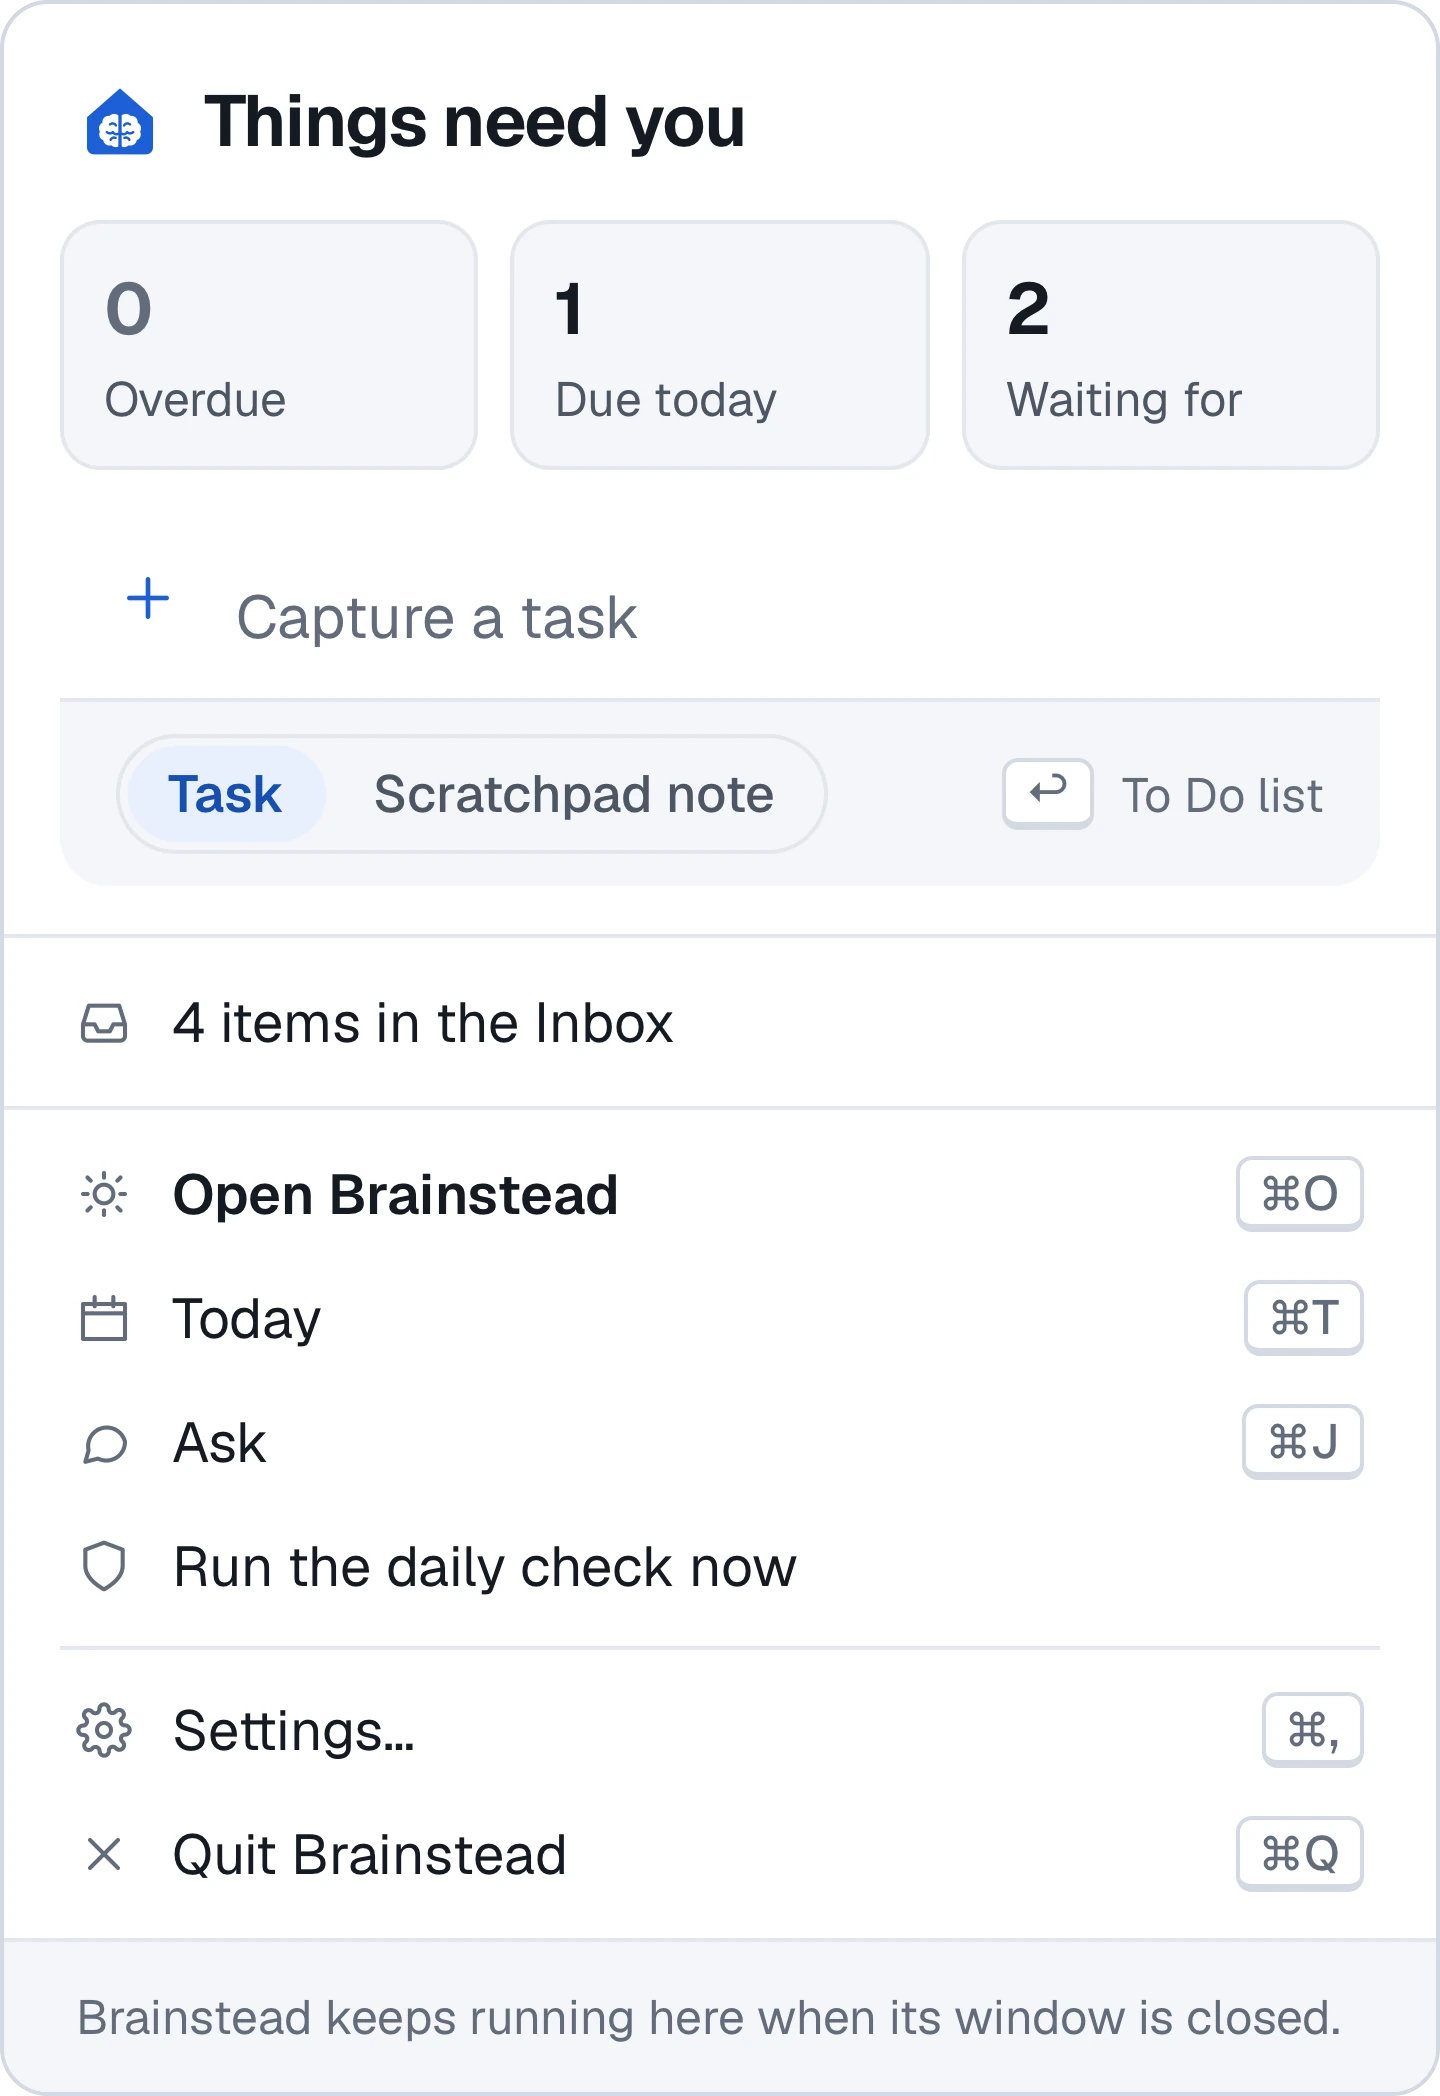 Things need you
0
Overdue
1
Due today
2
Waiting for
Capture a task
Task
Scratchpad note
To Do list
4 items in the Inbox
Open Brainstead
⌘O
Today
⌘T
Ask
⌘J
Run the daily check now
Settings...
⌘,
Quit Brainstead
⌘Q
Brainstead keeps running here when its window is closed.